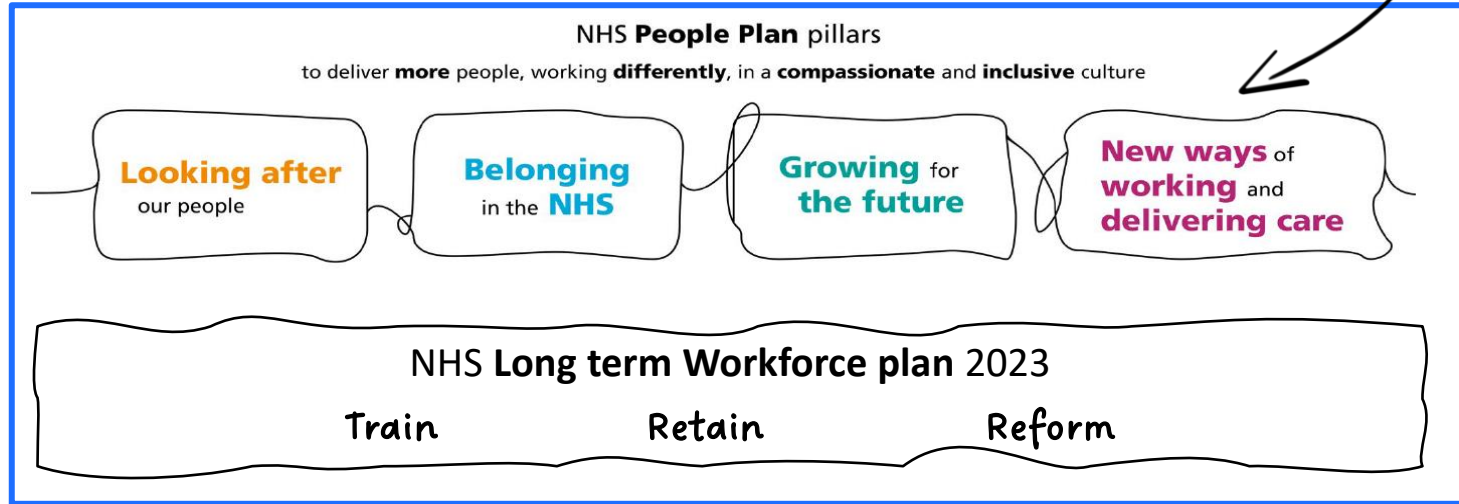 NHS People Plan pillars
to deliver more people, working differently, in a compassionate and inclusive culture
Looking after
our people
Belonging
in the NHS
Growing for
the future
New ways of
working and
delivering care
NHS Long term Workforce plan 2023
Train Retain Reform